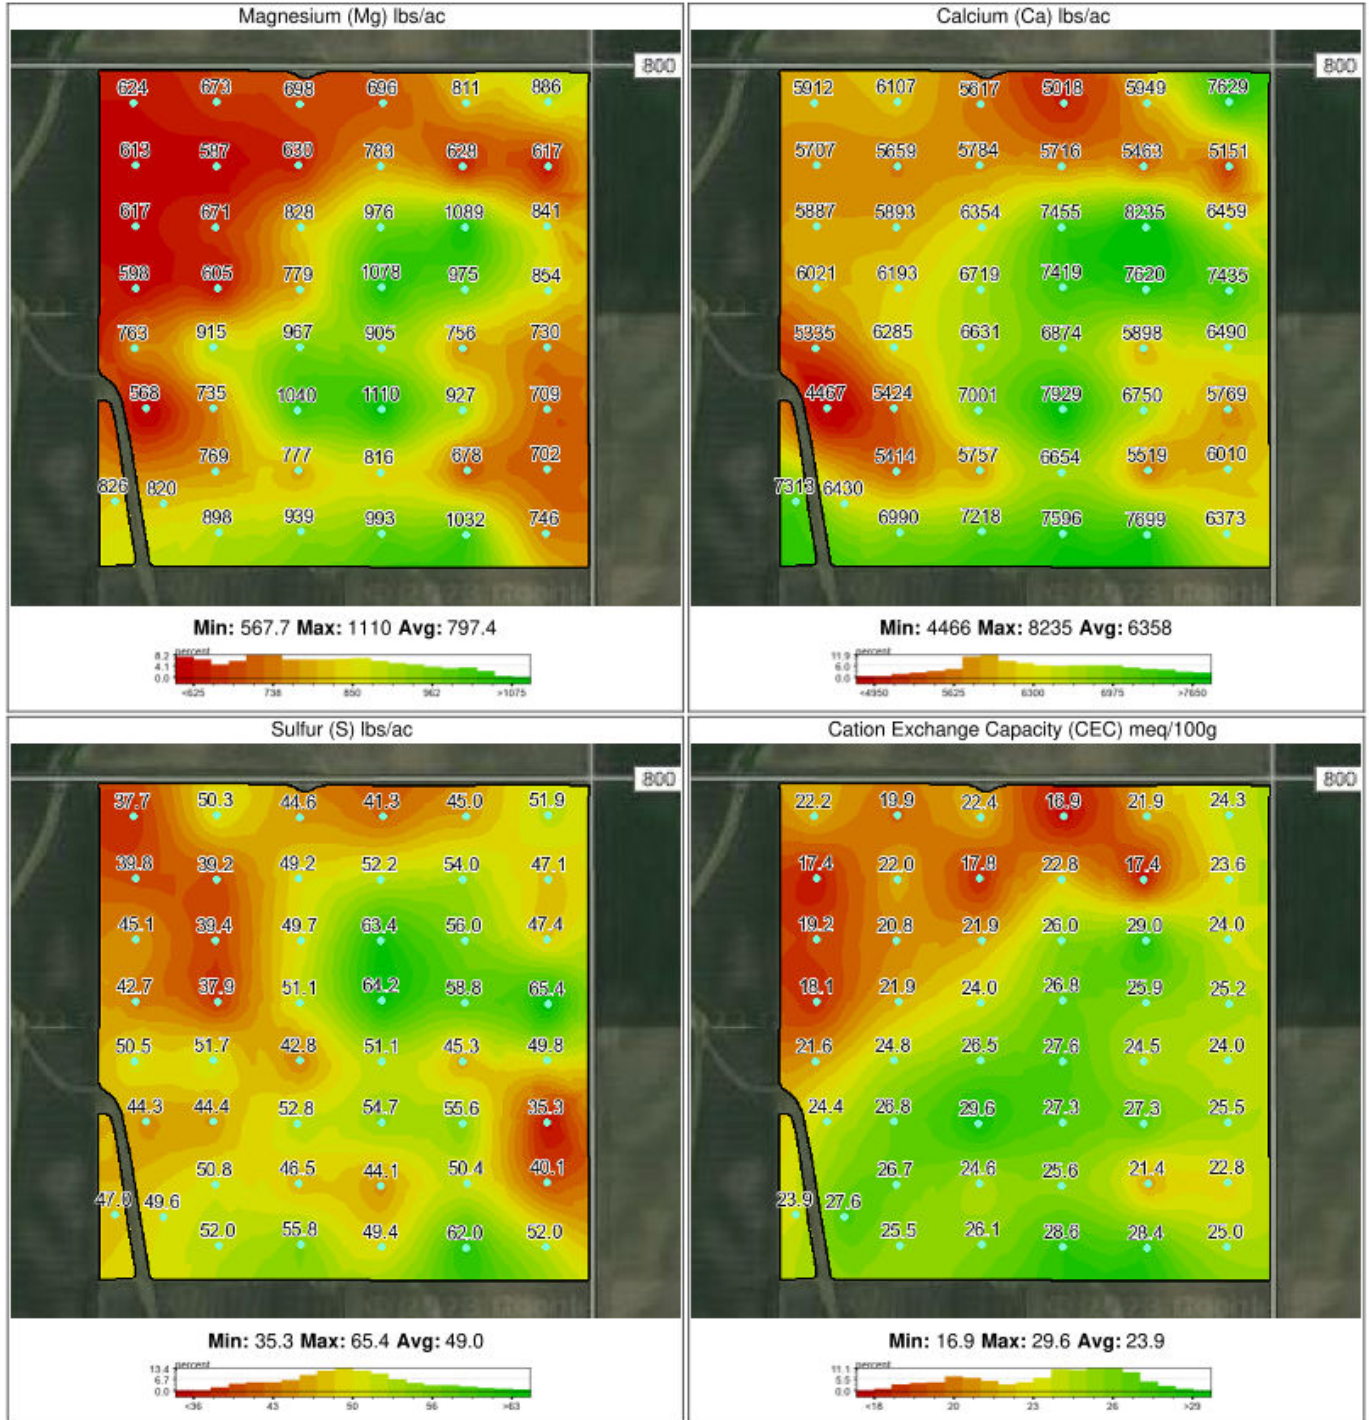 Magnesium (Mg) lbs/ac
800
624 673 698 696 811 886
613 587 630 783 628 617
617 671 828 976 1089 841
598 605 779 1078 975 854
763 915 967 905 756 730
568 735 1040 1110 927 709
769 777 816 678 702
826 820
898 939 993 1032 746
Min: 567.7 Max: 1110 Avg: 797.4
percent
8.2
4.1
0.0
<625 738 850 962 >1075
Calcium (Ca) lbs/ac
800
5912 6107 5617 5018 5949 7629
5707 5659 5784 5716 5463 5151
5887 5893 6354 7455 8235 6459
6021 6193 6719 7419 7620 7435
5335 6285 6631 6874 5898 6490
4467 5424 7001 7929 6750 5769
5414 5757 6654 5519 6010
7313 6430
6990 7218 7596 7699 6373
Min: 4466 Max: 8235 Avg: 6358
percent
11.9
6.0
0.0
<4950 5625 6300 6975 >7650
Sulfur (S) lbs/ac
800
37.7 50.3 44.6 41.3 45.0 51.9
39.8 39.2 49.2 52.2 54.0 47.1
45.1 39.4 49.7 63.4 56.0 47.4
42.7 37.9 51.1 64.2 58.8 65.4
50.5 51.7 42.8 51.1 45.3 49.8
44.3 44.4 52.8 54.7 55.6 35.3
50.8 46.5 44.1 50.4 40.1
47.0 49.6
52.0 55.8 49.4 62.0 52.0
Min: 35.3 Max: 65.4 Avg: 49.0
percent
13.4
6.7
0.0
<36 43 50 56 >63
Cation Exchange Capacity (CEC) meq/100g
800
22.2 19.9 22.4 16.9 21.9 24.3
17.4 22.0 17.8 22.8 17.4 23.6
19.2 20.8 21.9 26.0 29.0 24.0
18.1 21.9 24.0 26.8 25.9 25.2
21.6 24.8 26.5 27.6 24.5 24.0
24.4 26.8 29.6 27.3 27.3 25.5
26.7 24.6 25.6 21.4 22.8
23.9 27.6
25.5 26.1 28.6 28.4 25.0
Min: 16.9 Max: 29.6 Avg: 23.9
percent
11.1
5.5
0.0
20 23 26 >29